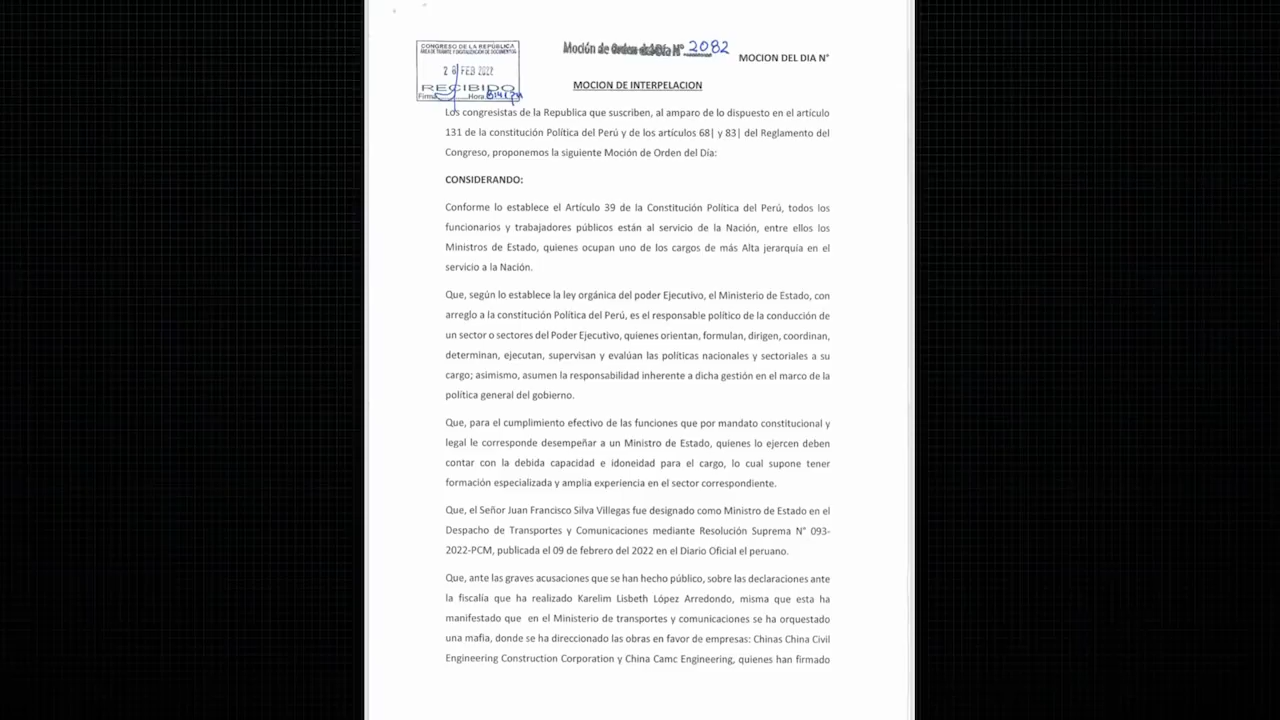 CONGRESO DE LA REPÚBLICA
ÁREA DE TRÁMITE Y DIGITALIZACIÓN DE DOCUMENTOS
28 FEB 2022
RECIBIDO
Firma Hora
Moción de Orden del Día N° 2082
MOCION DEL DIA N°
MOCION DE INTERPELACION
Los congresistas de la Republica que suscriben, al amparo de lo dispuesto en el artículo
131 de la constitución Política del Perú y de los artículos 68| y 83| del Reglamento del
Congreso, proponemos la siguiente Moción de Orden del Día:
CONSIDERANDO:
Conforme lo establece el Artículo 39 de la Constitución Política del Perú, todos los
funcionarios y trabajadores públicos están al servicio de la Nación, entre ellos los
Ministros de Estado, quienes ocupan uno de los cargos de más Alta jerarquía en el
servicio a la Nación.
Que, según lo establece la ley orgánica del poder Ejecutivo, el Ministerio de Estado, con
arreglo a la constitución Política del Perú, es el responsable político de la conducción de
un sector o sectores del Poder Ejecutivo, quienes orientan, formulan, dirigen, coordinan,
determinan, ejecutan, supervisan y evalúan las políticas nacionales y sectoriales a su
cargo; asimismo, asumen la responsabilidad inherente a dicha gestión en el marco de la
política general del gobierno.
Que, para el cumplimiento efectivo de las funciones que por mandato constitucional y
legal le corresponde desempeñar a un Ministro de Estado, quienes lo ejercen deben
contar con la debida capacidad e idoneidad para el cargo, lo cual supone tener
formación especializada y amplia experiencia en el sector correspondiente.
Que, el Señor Juan Francisco Silva Villegas fue designado como Ministro de Estado en el
Despacho de Transportes y Comunicaciones mediante Resolución Suprema N° 093-
2022-PCM, publicada el 09 de febrero del 2022 en el Diario Oficial el peruano.
Que, ante las graves acusaciones que se han hecho público, sobre las declaraciones ante
la fiscalía que ha realizado Karelim Lisbeth López Arredondo, misma que esta ha
manifestado que en el Ministerio de transportes y comunicaciones se ha orquestado
una mafia, donde se ha direccionado las obras en favor de empresas: Chinas China Civil
Engineering Construction Corporation y China Camc Engineering, quienes han firmado